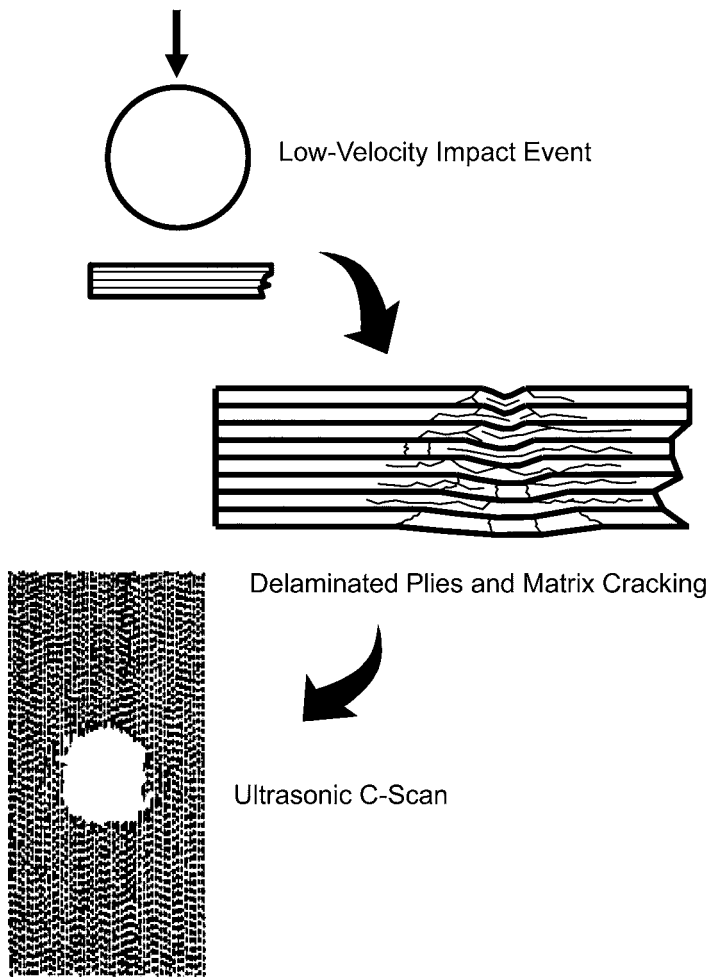 Low-Velocity Impact Event
Delaminated Plies and Matrix Cracking
Ultrasonic C-Scan